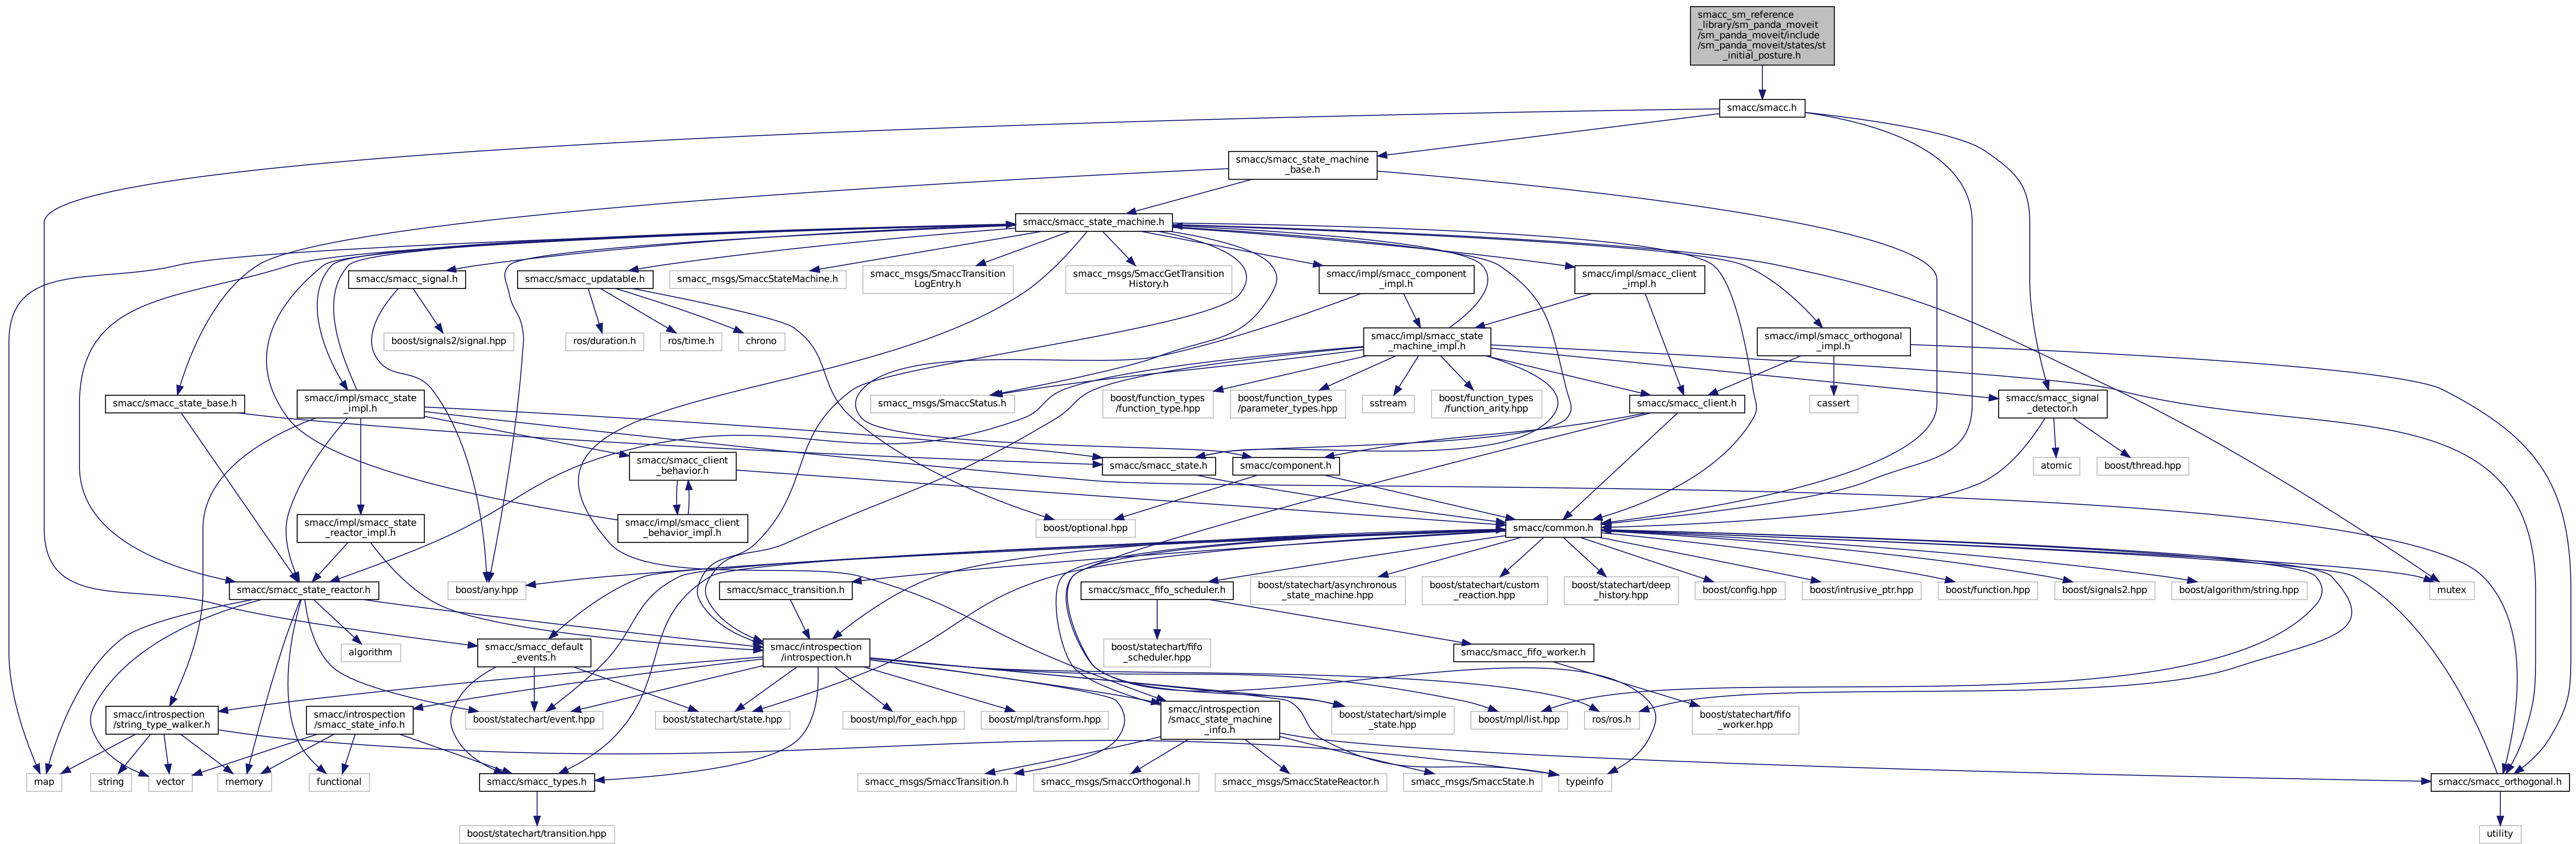 smacc_sm_reference
_library/sm_panda_moveit
/sm_panda_moveit/include
/sm_panda_moveit/states/st
_initial_posture.h
smacc/smacc.h
smacc/smacc_state_machine
_base.h
smacc/smacc_state_machine.h
smacc/smacc_signal.h
smacc/smacc_updatable.h
smacc_msgs/SmaccStateMachine.h
smacc_msgs/SmaccTransition
LogEntry.h
smacc_msgs/SmaccGetTransition
History.h
smacc/impl/smacc_component
_impl.h
smacc/impl/smacc_client
_impl.h
boost/signals2/signal.hpp
ros/duration.h
ros/time.h
chrono
smacc/impl/smacc_state
_machine_impl.h
smacc/impl/smacc_orthogonal
_impl.h
smacc/smacc_state_base.h
smacc/impl/smacc_state
_impl.h
smacc_msgs/SmaccStatus.h
boost/function_types
/function_type.hpp
boost/function_types
/parameter_types.hpp
sstream
boost/function_types
/function_arity.hpp
smacc/smacc_client.h
cassert
smacc/smacc_signal
_detector.h
smacc/smacc_client
_behavior.h
smacc/smacc_state.h
smacc/component.h
atomic
boost/thread.hpp
smacc/impl/smacc_state
_reactor_impl.h
smacc/impl/smacc_client
_behavior_impl.h
boost/optional.hpp
smacc/common.h
smacc/smacc_state_reactor.h
boost/any.hpp
smacc/smacc_transition.h
smacc/smacc_fifo_scheduler.h
boost/statechart/asynchronous
_state_machine.hpp
boost/statechart/custom
_reaction.hpp
boost/statechart/deep
_history.hpp
boost/config.hpp
boost/intrusive_ptr.hpp
boost/function.hpp
boost/signals2.hpp
boost/algorithm/string.hpp
mutex
algorithm
smacc/smacc_default
_events.h
smacc/introspection
/introspection.h
boost/statechart/fifo
_scheduler.hpp
smacc/smacc_fifo_worker.h
smacc/introspection
/string_type_walker.h
smacc/introspection
/smacc_state_info.h
boost/statechart/event.hpp
boost/statechart/state.hpp
boost/mpl/for_each.hpp
boost/mpl/transform.hpp
smacc/introspection
/smacc_state_machine
_info.h
boost/statechart/simple
_state.hpp
boost/mpl/list.hpp
ros/ros.h
boost/statechart/fifo
_worker.hpp
map
string
vector
memory
functional
smacc/smacc_types.h
smacc_msgs/SmaccTransition.h
smacc_msgs/SmaccOrthogonal.h
smacc_msgs/SmaccStateReactor.h
smacc_msgs/SmaccState.h
typeinfo
smacc/smacc_orthogonal.h
boost/statechart/transition.hpp
utility